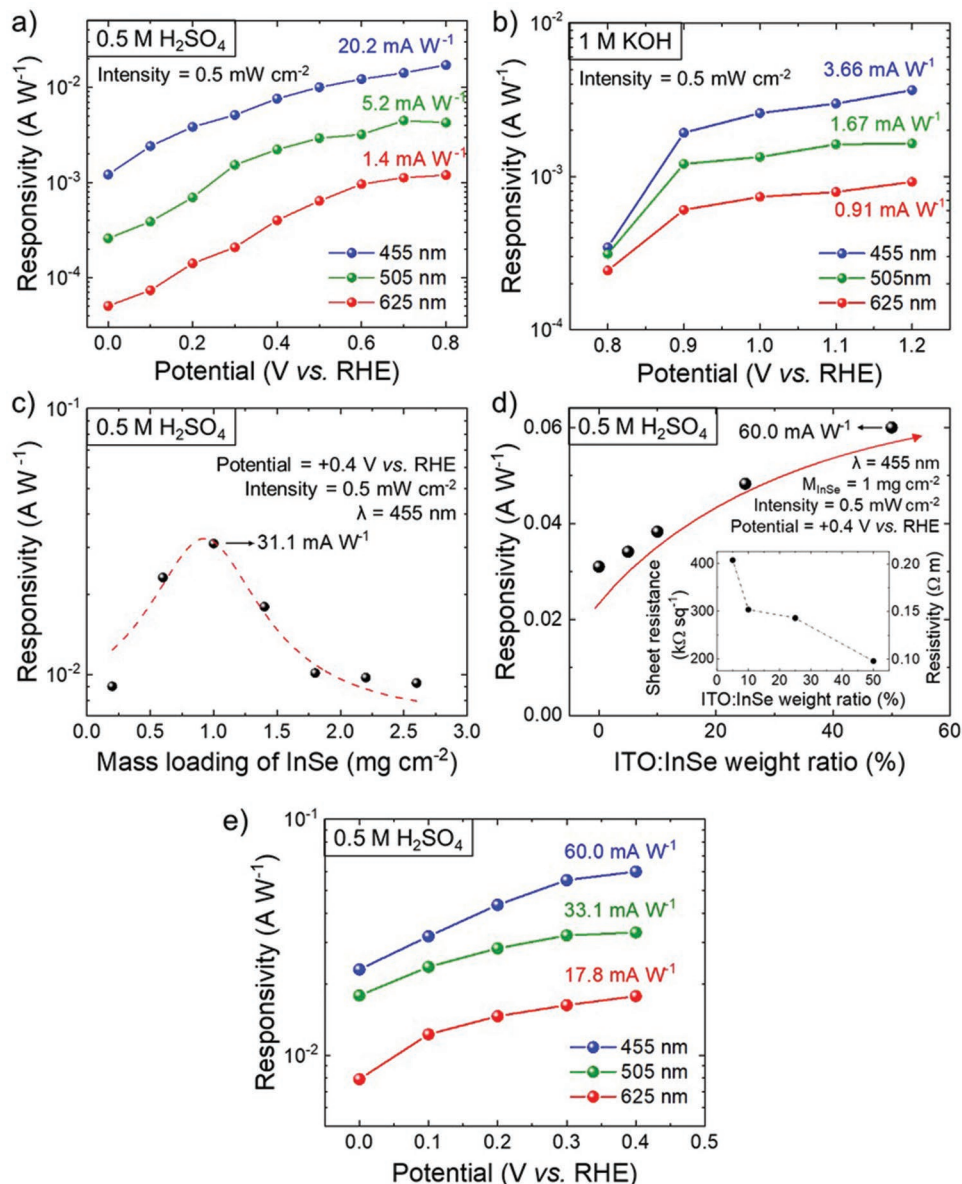 a)
0.5 M H₂SO₄
Intensity = 0.5 mW cm⁻²
20.2 mA W⁻¹
5.2 mA W⁻¹
1.4 mA W⁻¹
455 nm
505 nm
625 nm
Responsivity (A W⁻¹)
10⁻²
10⁻³
10⁻⁴
0.0 0.2 0.4 0.6 0.8
Potential (V vs. RHE)
b)
1 M KOH
Intensity = 0.5 mW cm⁻²
3.66 mA W⁻¹
1.67 mA W⁻¹
0.91 mA W⁻¹
455 nm
505nm
625 nm
Responsivity (A W⁻¹)
10⁻²
10⁻³
10⁻⁴
0.8 0.9 1.0 1.1 1.2
Potential (V vs. RHE)
c)
0.5 M H₂SO₄
Potential = +0.4 V vs. RHE
Intensity = 0.5 mW cm⁻²
λ = 455 nm
31.1 mA W⁻¹
Responsivity (A W⁻¹)
10⁻¹
10⁻²
0.0 0.5 1.0 1.5 2.0 2.5 3.0
Mass loading of InSe (mg cm⁻²)
d)
0.5 M H₂SO₄
60.0 mA W⁻¹
λ = 455 nm
M_InSe = 1 mg cm⁻²
Intensity = 0.5 mW cm⁻²
Potential = +0.4 V vs. RHE
Responsivity (A W⁻¹)
0.06
0.04
0.02
0.00
Sheet resistance
(kΩ sq⁻¹)
400
300
200
0.20
0.15
0.10
Resistivity (Ω m)
0 10 20 30 40 50
ITO:InSe weight ratio (%)
0 20 40 60
ITO:InSe weight ratio (%)
e)
0.5 M H₂SO₄
60.0 mA W⁻¹
33.1 mA W⁻¹
17.8 mA W⁻¹
455 nm
505 nm
625 nm
Responsivity (A W⁻¹)
10⁻¹
10⁻²
0.0 0.1 0.2 0.3 0.4 0.5
Potential (V vs. RHE)